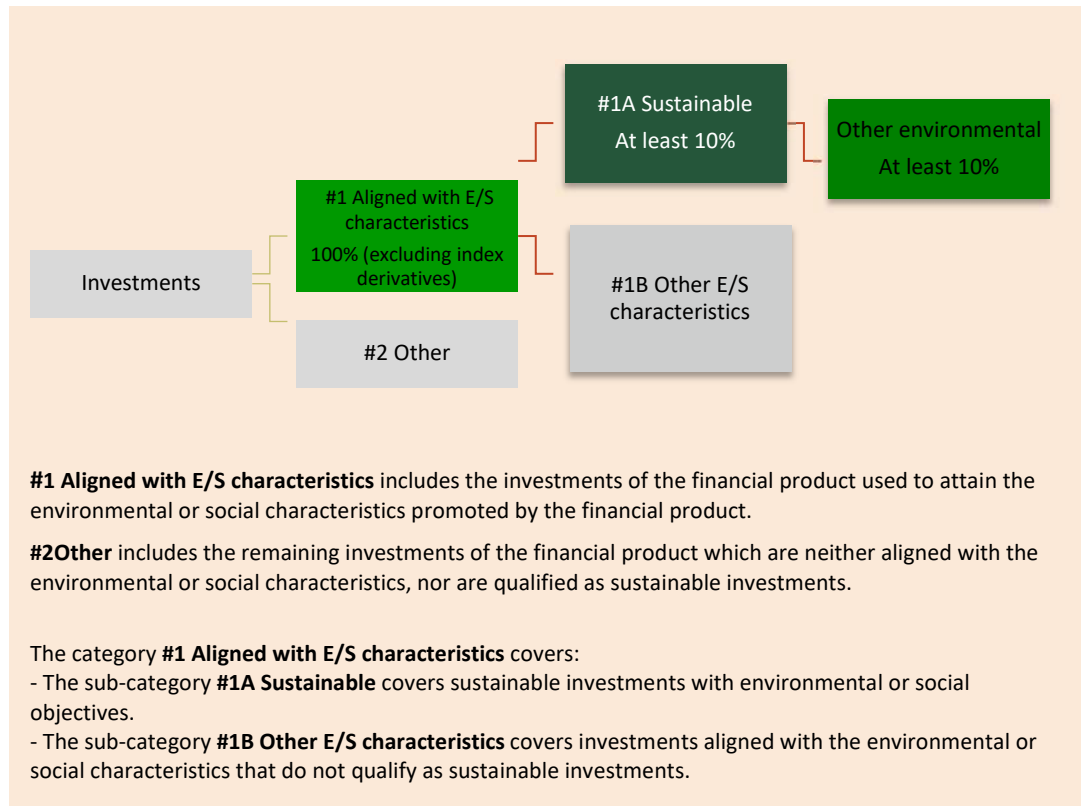 #1A Sustainable
At least 10%
Other environmental
At least 10%
#1 Aligned with E/S
characteristics
100% (excluding index
derivatives)
Investments
#1B Other E/S
characteristics
#2 Other
#1 Aligned with E/S characteristics includes the investments of the financial product used to attain the
environmental or social characteristics promoted by the financial product.
#2Other includes the remaining investments of the financial product which are neither aligned with the
environmental or social characteristics, nor are qualified as sustainable investments.
The category #1 Aligned with E/S characteristics covers:
- The sub-category #1A Sustainable covers sustainable investments with environmental or social
objectives.
- The sub-category #1B Other E/S characteristics covers investments aligned with the environmental or
social characteristics that do not qualify as sustainable investments.